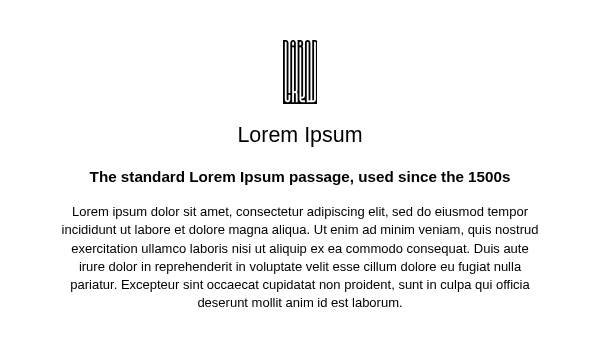 Lorem Ipsum
The standard Lorem Ipsum passage, used since the 1500s
Lorem ipsum dolor sit amet, consectetur adipiscing elit, sed do eiusmod tempor
incididunt ut labore et dolore magna aliqua. Ut enim ad minim veniam, quis nostrud
exercitation ullamco laboris nisi ut aliquip ex ea commodo consequat. Duis aute
irure dolor in reprehenderit in voluptate velit esse cillum dolore eu fugiat nulla
pariatur. Excepteur sint occaecat cupidatat non proident, sunt in culpa qui officia
deserunt mollit anim id est laborum.